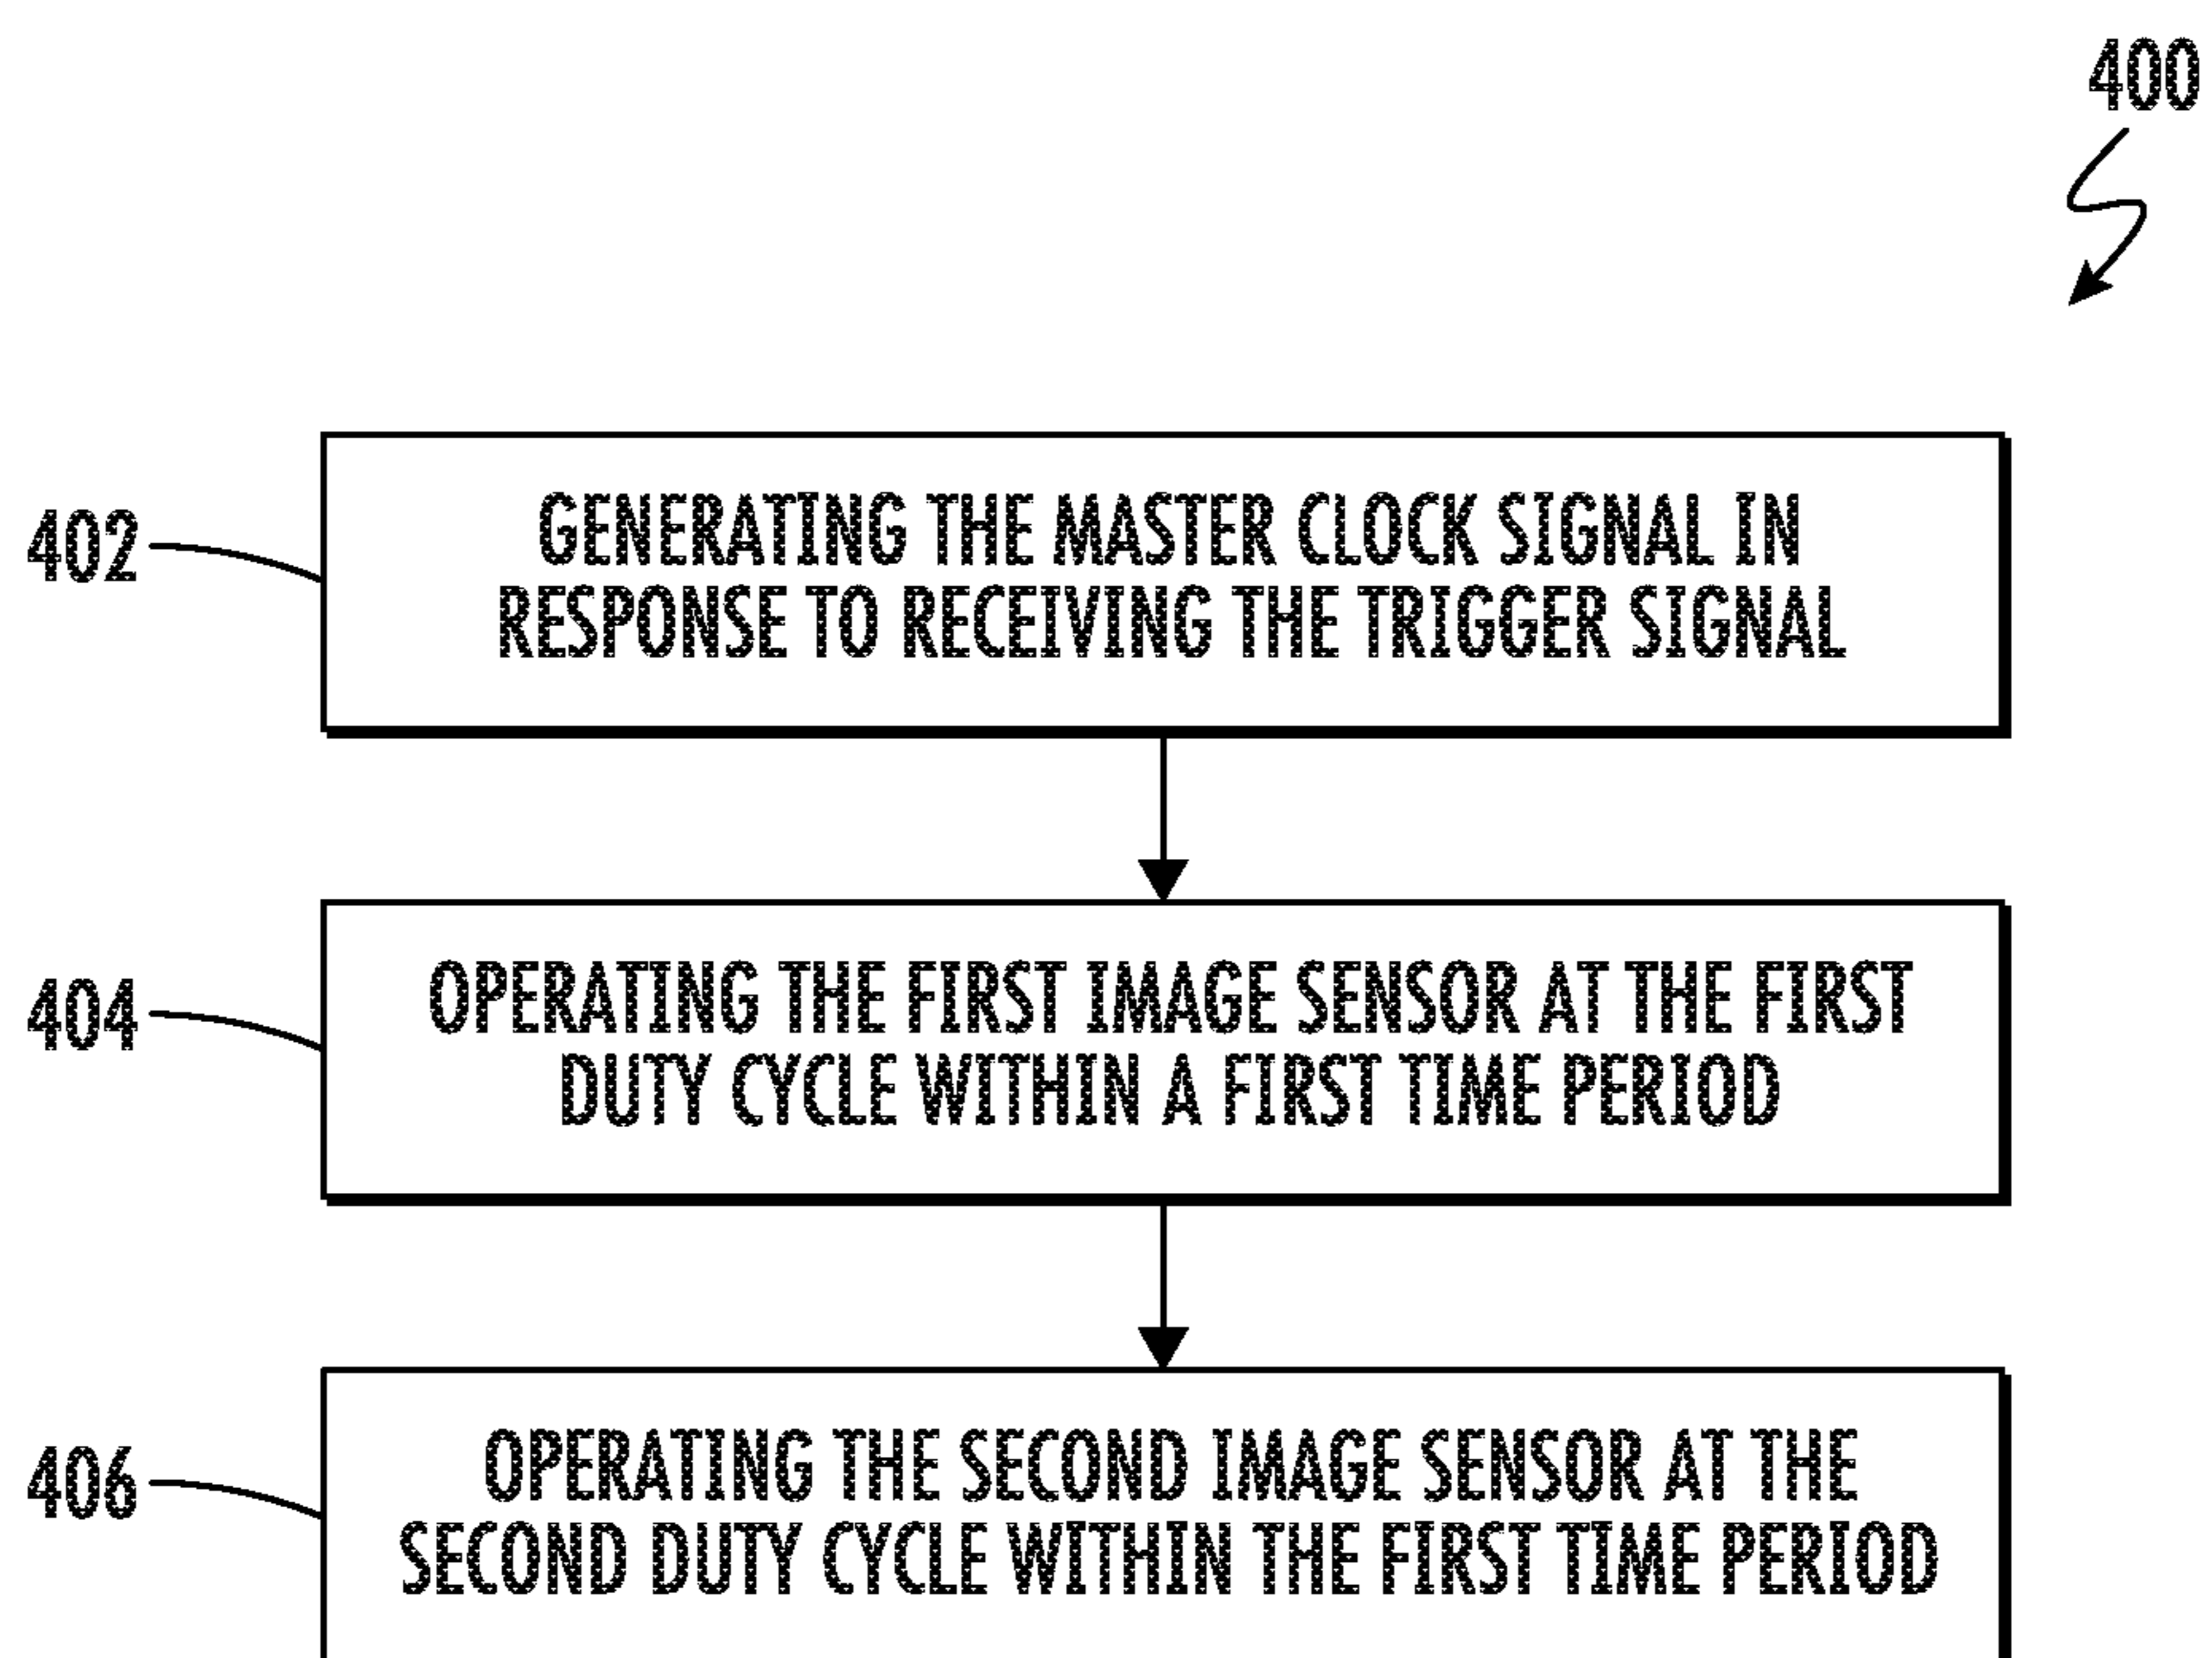 400
402
GENERATING THE MASTER CLOCK SIGNAL IN
RESPONSE TO RECEIVING THE TRIGGER SIGNAL
404
OPERATING THE FIRST IMAGE SENSOR AT THE FIRST
DUTY CYCLE WITHIN A FIRST TIME PERIOD
406
OPERATING THE SECOND IMAGE SENSOR AT THE
SECOND DUTY CYCLE WITHIN THE FIRST TIME PERIOD